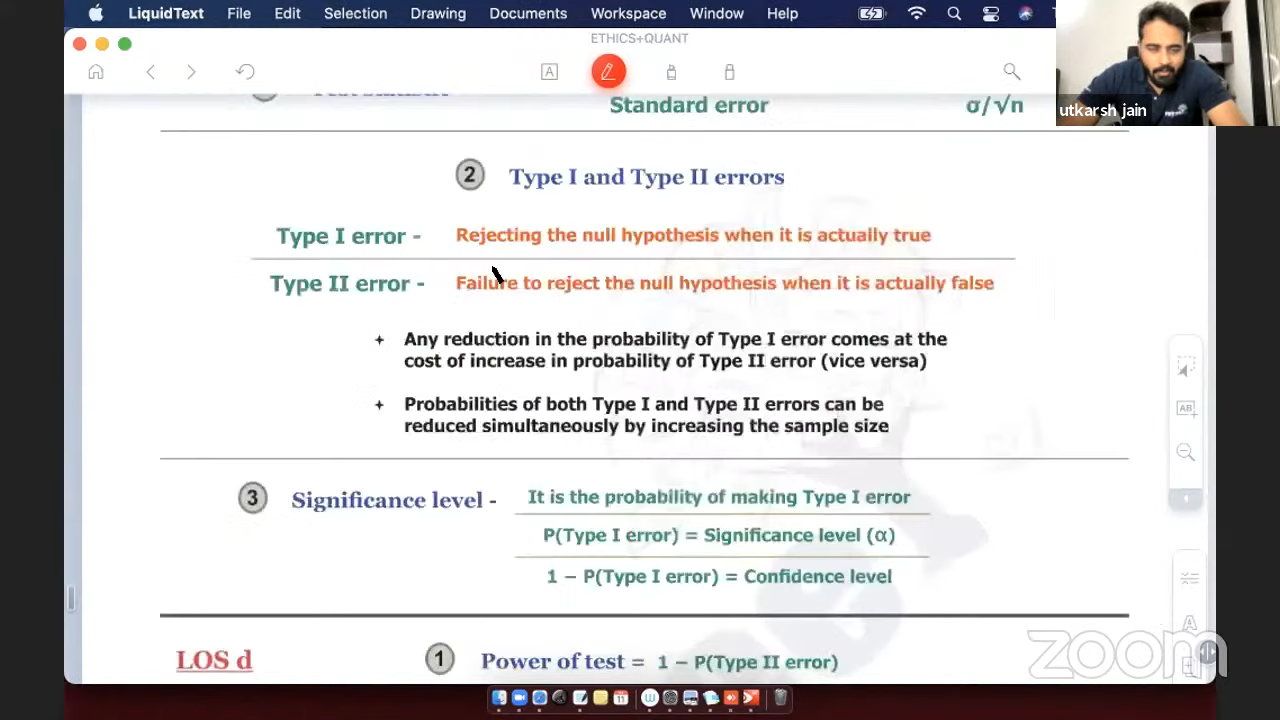 LiquidText File Edit Selection Drawing Documents Workspace Window Help
ETHICS+QUANT
utkarsh jain
Standard error σ/√n
2 Type I and Type II errors
Type I error - Rejecting the null hypothesis when it is actually true
Type II error - Failure to reject the null hypothesis when it is actually false
Any reduction in the probability of Type I error comes at the
cost of increase in probability of Type II error (vice versa)
Probabilities of both Type I and Type II errors can be
reduced simultaneously by increasing the sample size
3 Significance level - It is the probability of making Type I error
P(Type I error) = Significance level (α)
1 − P(Type I error) = Confidence level
LOS d 1 Power of test = 1 − P(Type II error)
zoom